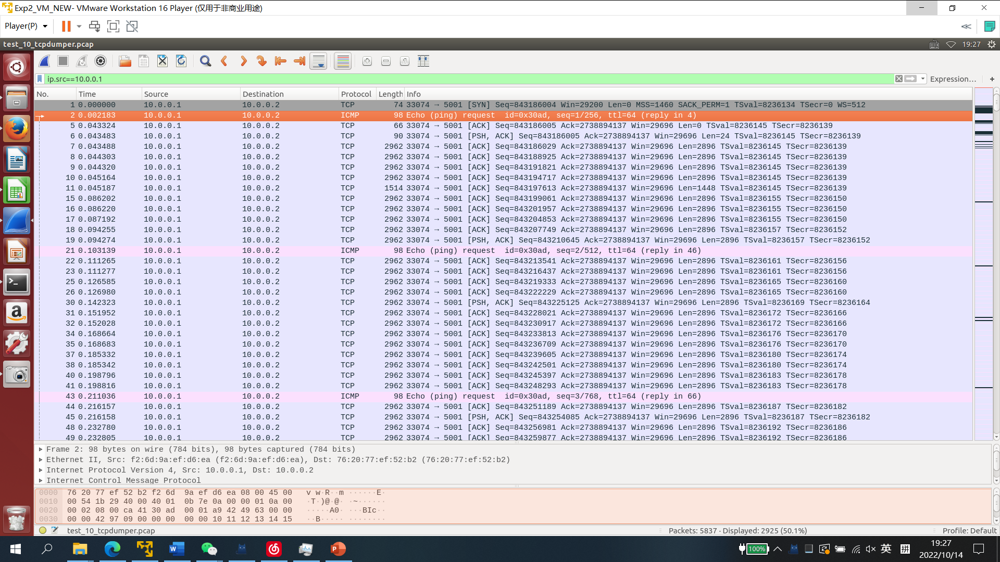 Exp2_VM_NEW- VMware Workstation 16 Player (仅用于非商业用途)
Player(P)
test_10_tcpdumper.pcap 19:27
ip.src==10.0.0.1 Expression… +
No. Time Source Destination Protocol Length Info
1 0.000000 10.0.0.1 10.0.0.2 TCP 74 33074 → 5001 [SYN] Seq=843186004 Win=29200 Len=0 MSS=1460 SACK_PERM=1 TSval=8236134 TSecr=0 WS=512
2 0.002183 10.0.0.1 10.0.0.2 ICMP 98 Echo (ping) request id=0x30ad, seq=1/256, ttl=64 (reply in 4)
5 0.043324 10.0.0.1 10.0.0.2 TCP 66 33074 → 5001 [ACK] Seq=843186005 Ack=2738894137 Win=29696 Len=0 TSval=8236145 TSecr=8236139
6 0.043483 10.0.0.1 10.0.0.2 TCP 90 33074 → 5001 [PSH, ACK] Seq=843186005 Ack=2738894137 Win=29696 Len=24 TSval=8236145 TSecr=8236139
7 0.043488 10.0.0.1 10.0.0.2 TCP 2962 33074 → 5001 [ACK] Seq=843186029 Ack=2738894137 Win=29696 Len=2896 TSval=8236145 TSecr=8236139
8 0.044303 10.0.0.1 10.0.0.2 TCP 2962 33074 → 5001 [ACK] Seq=843188925 Ack=2738894137 Win=29696 Len=2896 TSval=8236145 TSecr=8236139
9 0.044320 10.0.0.1 10.0.0.2 TCP 2962 33074 → 5001 [ACK] Seq=843191821 Ack=2738894137 Win=29696 Len=2896 TSval=8236145 TSecr=8236139
10 0.045164 10.0.0.1 10.0.0.2 TCP 2962 33074 → 5001 [ACK] Seq=843194717 Ack=2738894137 Win=29696 Len=2896 TSval=8236145 TSecr=8236139
11 0.045187 10.0.0.1 10.0.0.2 TCP 1514 33074 → 5001 [ACK] Seq=843197613 Ack=2738894137 Win=29696 Len=1448 TSval=8236145 TSecr=8236139
15 0.086202 10.0.0.1 10.0.0.2 TCP 2962 33074 → 5001 [ACK] Seq=843199061 Ack=2738894137 Win=29696 Len=2896 TSval=8236155 TSecr=8236150
16 0.086220 10.0.0.1 10.0.0.2 TCP 2962 33074 → 5001 [ACK] Seq=843201957 Ack=2738894137 Win=29696 Len=2896 TSval=8236155 TSecr=8236150
17 0.087192 10.0.0.1 10.0.0.2 TCP 2962 33074 → 5001 [ACK] Seq=843204853 Ack=2738894137 Win=29696 Len=2896 TSval=8236155 TSecr=8236150
18 0.094255 10.0.0.1 10.0.0.2 TCP 2962 33074 → 5001 [ACK] Seq=843207749 Ack=2738894137 Win=29696 Len=2896 TSval=8236157 TSecr=8236152
19 0.094274 10.0.0.1 10.0.0.2 TCP 2962 33074 → 5001 [PSH, ACK] Seq=843210645 Ack=2738894137 Win=29696 Len=2896 TSval=8236157 TSecr=8236152
21 0.103139 10.0.0.1 10.0.0.2 ICMP 98 Echo (ping) request id=0x30ad, seq=2/512, ttl=64 (reply in 46)
22 0.111265 10.0.0.1 10.0.0.2 TCP 2962 33074 → 5001 [ACK] Seq=843213541 Ack=2738894137 Win=29696 Len=2896 TSval=8236161 TSecr=8236156
23 0.111277 10.0.0.1 10.0.0.2 TCP 2962 33074 → 5001 [ACK] Seq=843216437 Ack=2738894137 Win=29696 Len=2896 TSval=8236161 TSecr=8236156
25 0.126585 10.0.0.1 10.0.0.2 TCP 2962 33074 → 5001 [ACK] Seq=843219333 Ack=2738894137 Win=29696 Len=2896 TSval=8236165 TSecr=8236160
26 0.126980 10.0.0.1 10.0.0.2 TCP 2962 33074 → 5001 [ACK] Seq=843222229 Ack=2738894137 Win=29696 Len=2896 TSval=8236165 TSecr=8236160
30 0.142323 10.0.0.1 10.0.0.2 TCP 2962 33074 → 5001 [PSH, ACK] Seq=843225125 Ack=2738894137 Win=29696 Len=2896 TSval=8236169 TSecr=8236164
31 0.151952 10.0.0.1 10.0.0.2 TCP 2962 33074 → 5001 [ACK] Seq=843228021 Ack=2738894137 Win=29696 Len=2896 TSval=8236172 TSecr=8236166
32 0.152028 10.0.0.1 10.0.0.2 TCP 2962 33074 → 5001 [ACK] Seq=843230917 Ack=2738894137 Win=29696 Len=2896 TSval=8236172 TSecr=8236166
34 0.168664 10.0.0.1 10.0.0.2 TCP 2962 33074 → 5001 [ACK] Seq=843233813 Ack=2738894137 Win=29696 Len=2896 TSval=8236176 TSecr=8236170
35 0.168683 10.0.0.1 10.0.0.2 TCP 2962 33074 → 5001 [ACK] Seq=843236709 Ack=2738894137 Win=29696 Len=2896 TSval=8236176 TSecr=8236170
37 0.185332 10.0.0.1 10.0.0.2 TCP 2962 33074 → 5001 [ACK] Seq=843239605 Ack=2738894137 Win=29696 Len=2896 TSval=8236180 TSecr=8236174
38 0.185342 10.0.0.1 10.0.0.2 TCP 2962 33074 → 5001 [ACK] Seq=843242501 Ack=2738894137 Win=29696 Len=2896 TSval=8236180 TSecr=8236174
40 0.198796 10.0.0.1 10.0.0.2 TCP 2962 33074 → 5001 [ACK] Seq=843245397 Ack=2738894137 Win=29696 Len=2896 TSval=8236183 TSecr=8236178
41 0.198816 10.0.0.1 10.0.0.2 TCP 2962 33074 → 5001 [ACK] Seq=843248293 Ack=2738894137 Win=29696 Len=2896 TSval=8236183 TSecr=8236178
43 0.211036 10.0.0.1 10.0.0.2 ICMP 98 Echo (ping) request id=0x30ad, seq=3/768, ttl=64 (reply in 66)
44 0.216157 10.0.0.1 10.0.0.2 TCP 2962 33074 → 5001 [ACK] Seq=843251189 Ack=2738894137 Win=29696 Len=2896 TSval=8236187 TSecr=8236182
45 0.216158 10.0.0.1 10.0.0.2 TCP 2962 33074 → 5001 [PSH, ACK] Seq=843254085 Ack=2738894137 Win=29696 Len=2896 TSval=8236187 TSecr=8236182
48 0.232780 10.0.0.1 10.0.0.2 TCP 2962 33074 → 5001 [ACK] Seq=843256981 Ack=2738894137 Win=29696 Len=2896 TSval=8236192 TSecr=8236186
49 0.232805 10.0.0.1 10.0.0.2 TCP 2962 33074 → 5001 [ACK] Seq=843259877 Ack=2738894137 Win=29696 Len=2896 TSval=8236192 TSecr=8236186
Frame 2: 98 bytes on wire (784 bits), 98 bytes captured (784 bits)
Ethernet II, Src: f2:6d:9a:ef:d6:ea (f2:6d:9a:ef:d6:ea), Dst: 76:20:77:ef:52:b2 (76:20:77:ef:52:b2)
Internet Protocol Version 4, Src: 10.0.0.1, Dst: 10.0.0.2
Internet Control Message Protocol
0000 76 20 77 ef 52 b2 f2 6d 9a ef d6 ea 08 00 45 00 v w·R··m ······E·
0010 00 54 1b 29 40 00 40 01 0b 7e 0a 00 00 01 0a 00 ·T·)@·@· ·~······
0020 00 02 08 00 ca 41 30 ad 00 01 a9 42 49 63 00 00 ·····A0· ···BIc··
0030 00 00 42 97 09 00 00 00 00 00 10 11 12 13 14 15 ··B····· ········
test_10_tcpdumper.pcap Packets: 5837 · Displayed: 2925 (50.1%) Profile: Default
100% 英 拼 19:27
2022/10/14